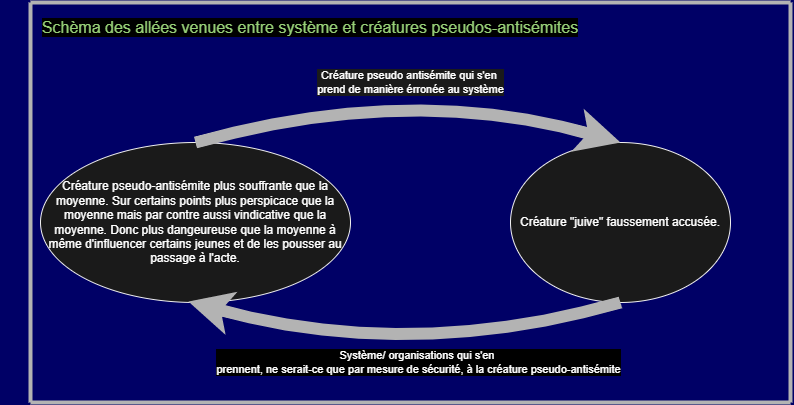 Schèma des allées venues entre système et créatures pseudos-antisémites
Créature pseudo antisémite qui s'en
prend de manière érronée au système
Créature pseudo-antisémite plus souffrante que la
moyenne. Sur certains points plus perspicace que la
moyenne mais par contre aussi vindicative que la
moyenne. Donc plus dangeureuse que la moyenne à
même d'influencer certains jeunes et de les pousser au
passage à l'acte.
Créature "juive" faussement accusée.
Système/ organisations qui s'en
prennent, ne serait-ce que par mesure de sécurité, à la créature pseudo-antisémite